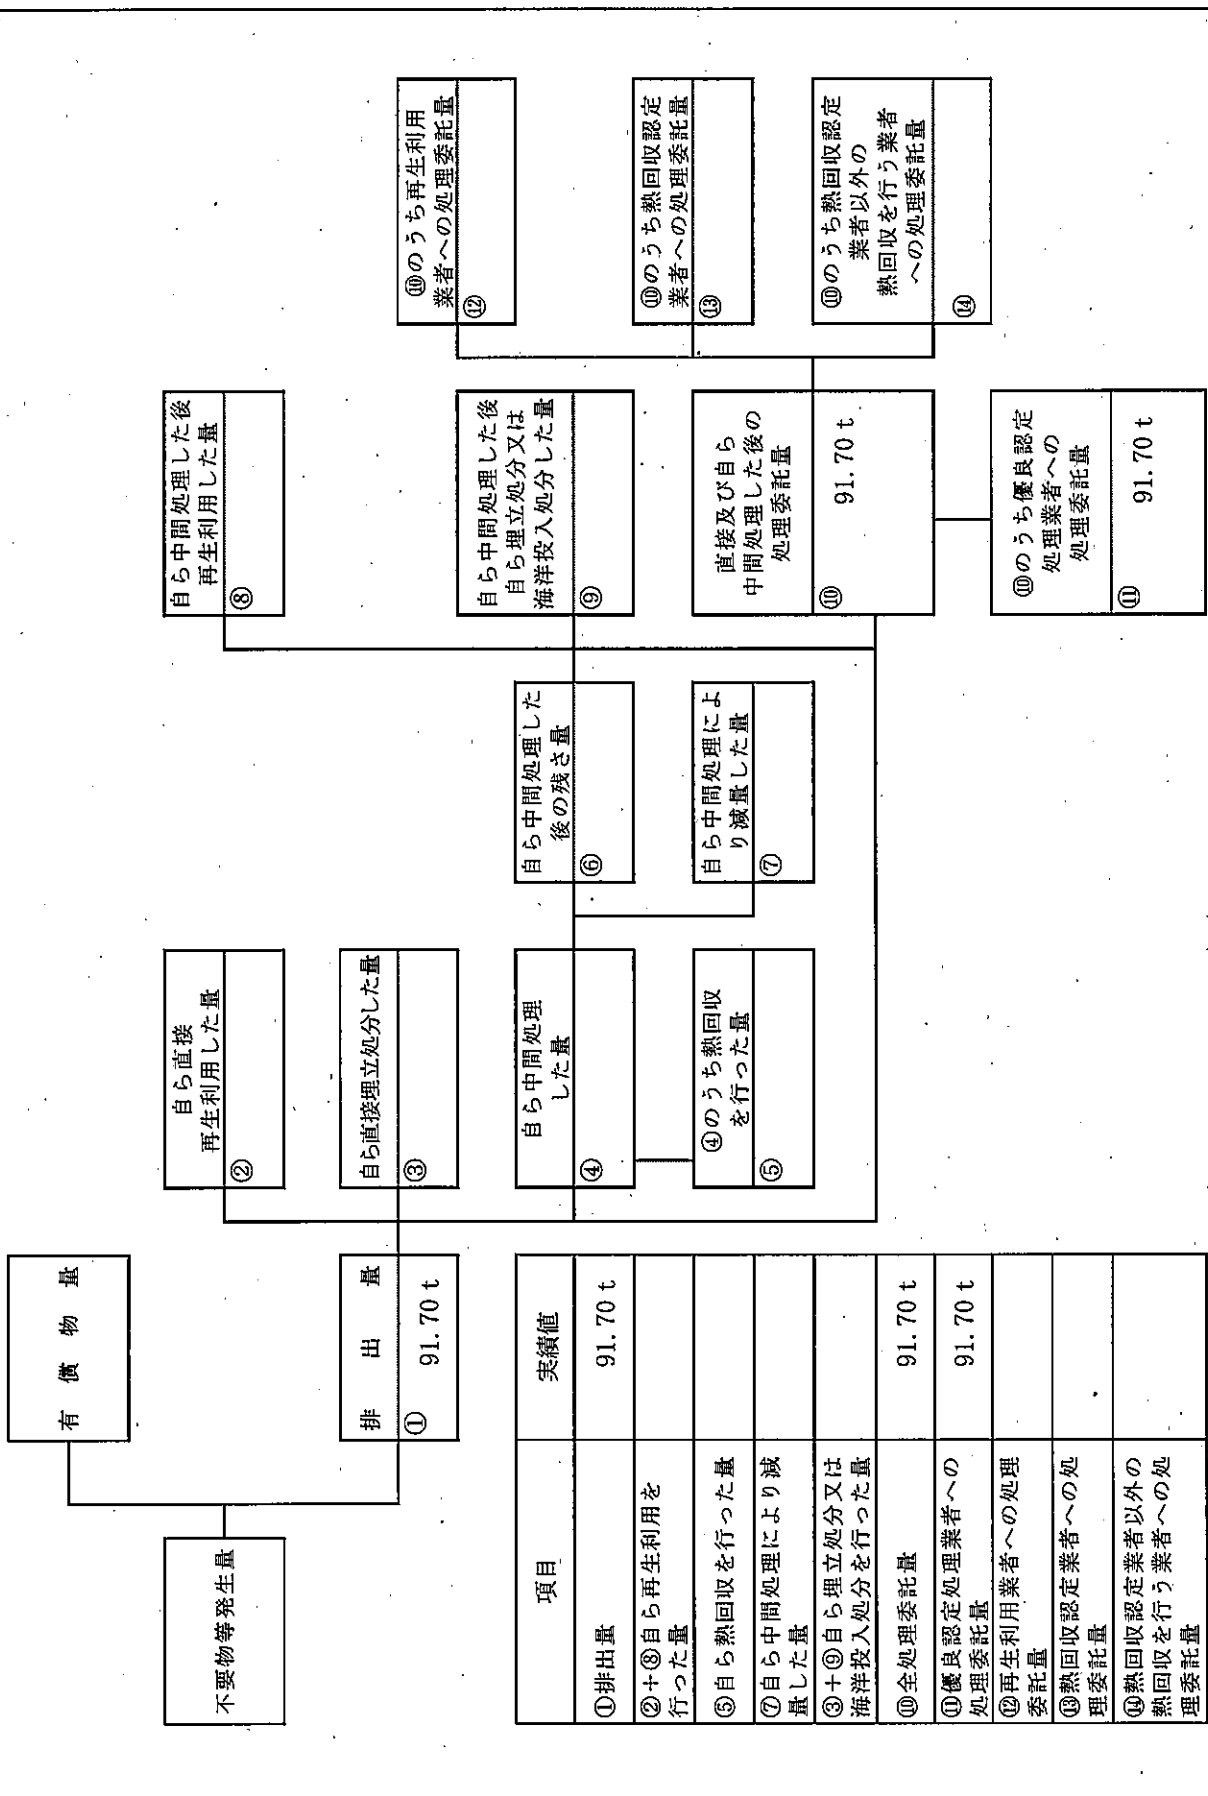 有償物量
不要物等発生量
排出量
①
91.70 t
自ら直接
再生利用した量
②
自ら直接埋立処分した量
③
自ら中間処理
した量
④
④のうち熱回収
を行った量
⑤
自ら中間処理した
後の残さ量
⑥
自ら中間処理によ
り減量した量
⑦
自ら中間処理した後
再生利用した量
⑧
自ら中間処理した後
自ら埋立処分又は
海洋投入処分した量
⑨
直接及び自ら
中間処理した後の
処理委託量
⑩
91.70 t
⑩のうち優良認定
処理業者への
処理委託量
⑪
91.70 t
⑩のうち再生利用
業者への処理委託量
⑫
⑩のうち熱回収認定
業者への処理委託量
⑬
⑩のうち熱回収認定
業者以外の
熱回収を行う業者
への処理委託量
⑭
項目
実績値
①排出量
91.70 t
②+⑧自ら再生利用を
行った量
⑤自ら熱回収を行った量
⑦自ら中間処理により減
量した量
③+⑨自ら埋立処分又は
海洋投入処分を行った量
⑩全処理委託量
91.70 t
⑪優良認定処理業者への
処理委託量
91.70 t
⑫再生利用業者への処理
委託量
⑬熱回収認定業者への処
理委託量
⑭熱回収認定業者以外の
熱回収を行う業者への処
理委託量